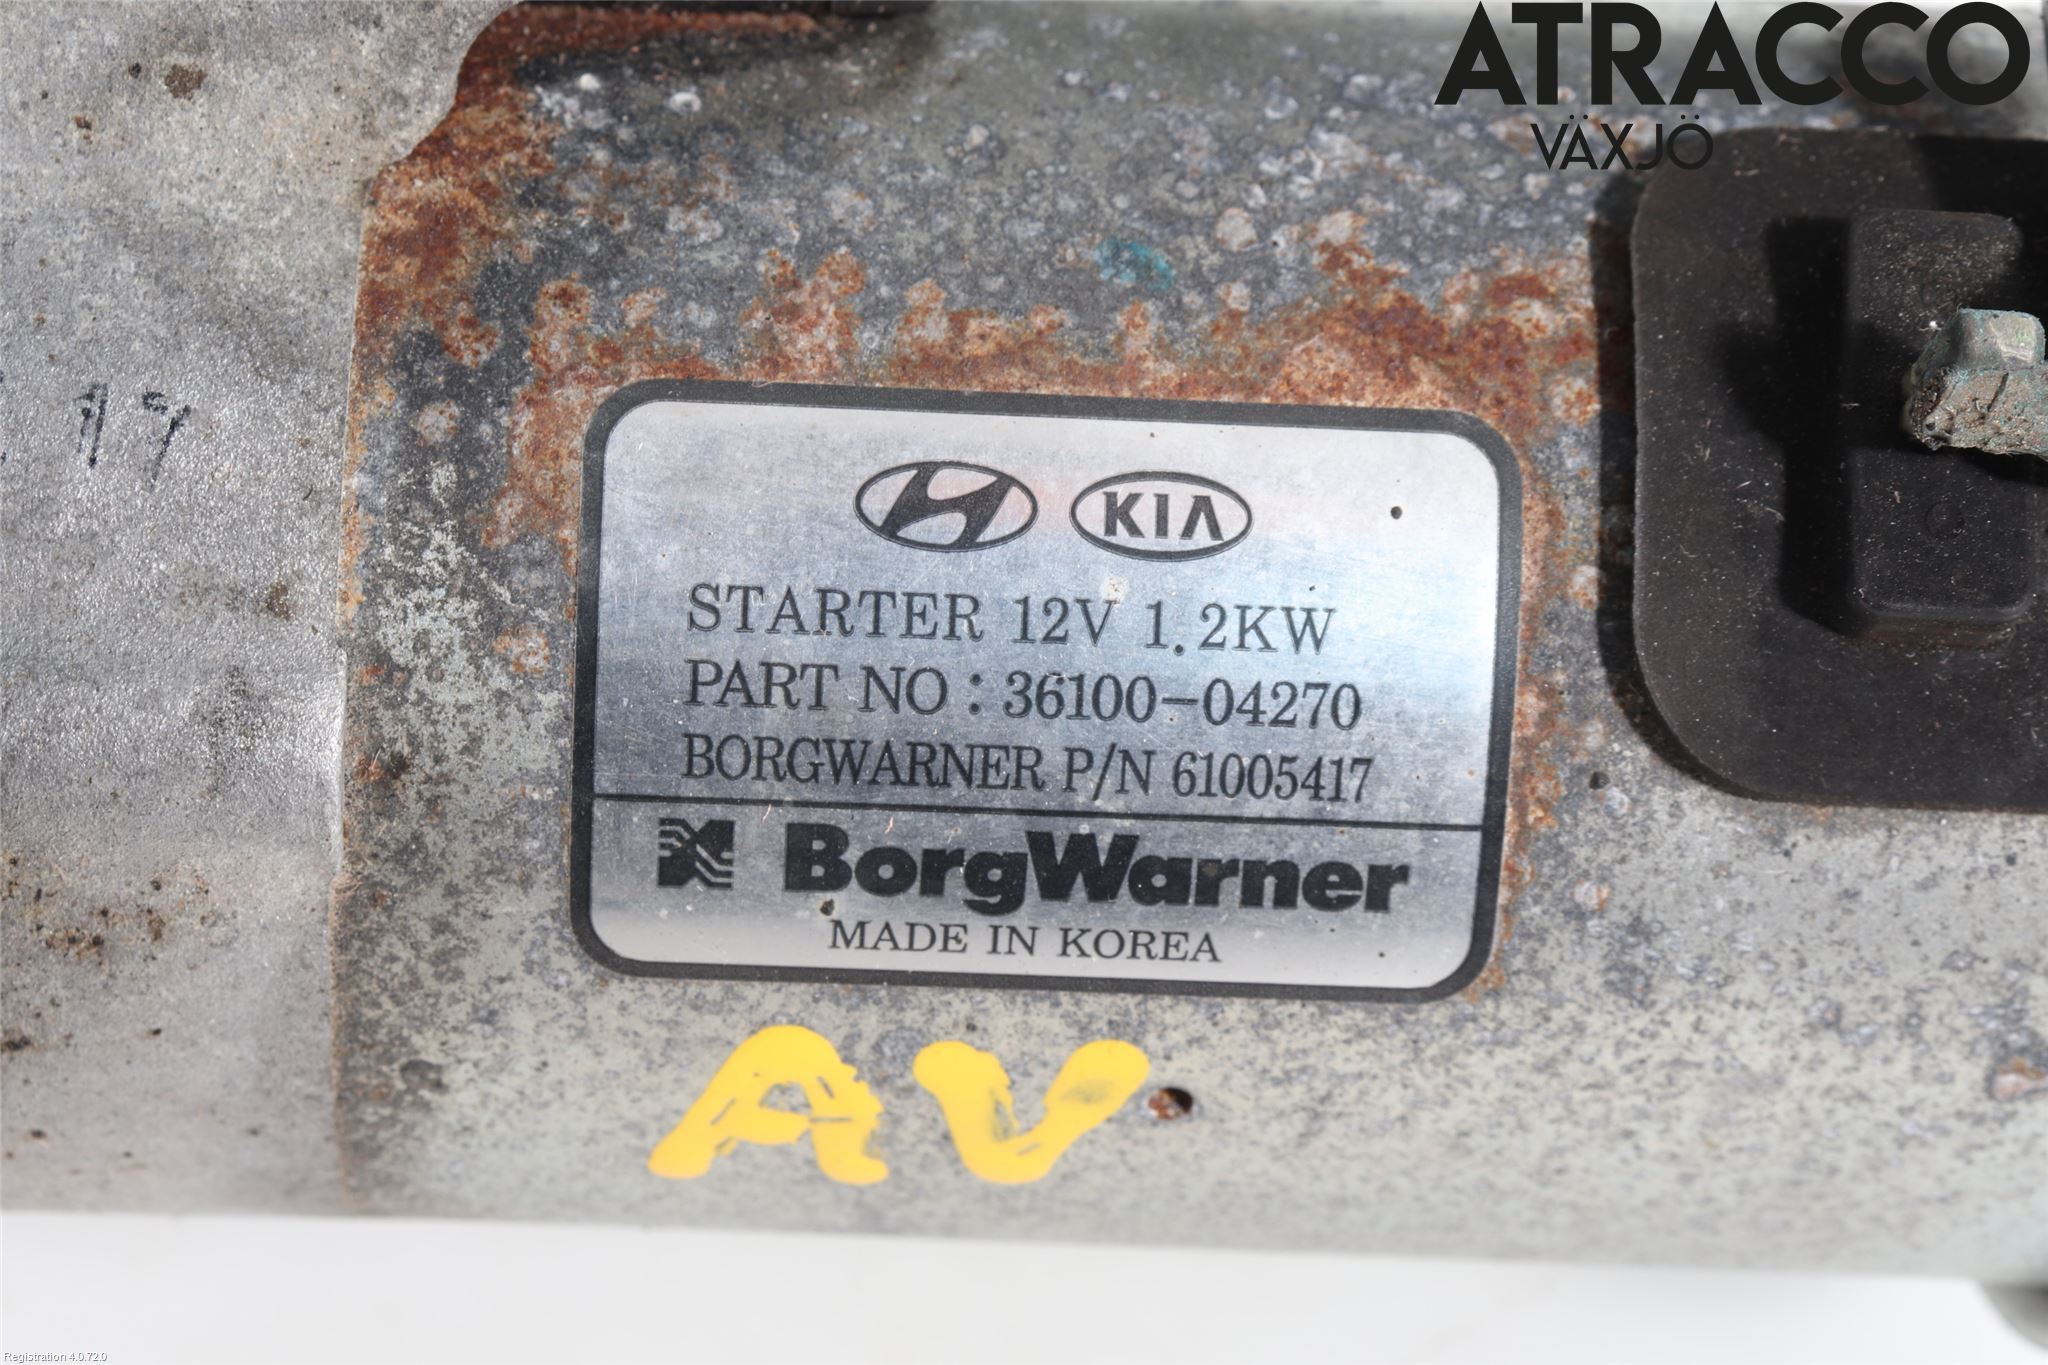 ATRACCO
VÄXJÖ
17
KIA
STARTER 12V 1.2KW
PART NO : 36100-04270
BORGWARNER P/N 61005417
BorgWarner
MADE IN KOREA
AV
Registration 4.0.72.0